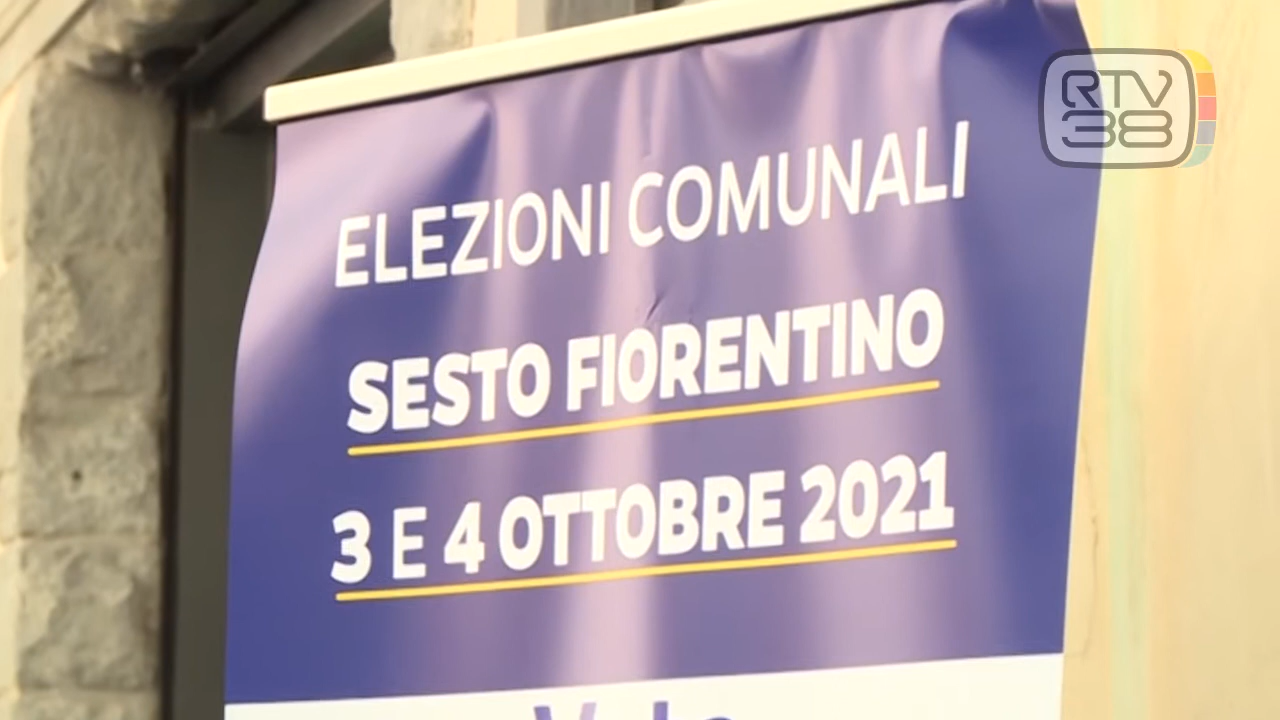 RTV
38
ELEZIONI COMUNALI
SESTO FIORENTINO
3 E 4 OTTOBRE 2021